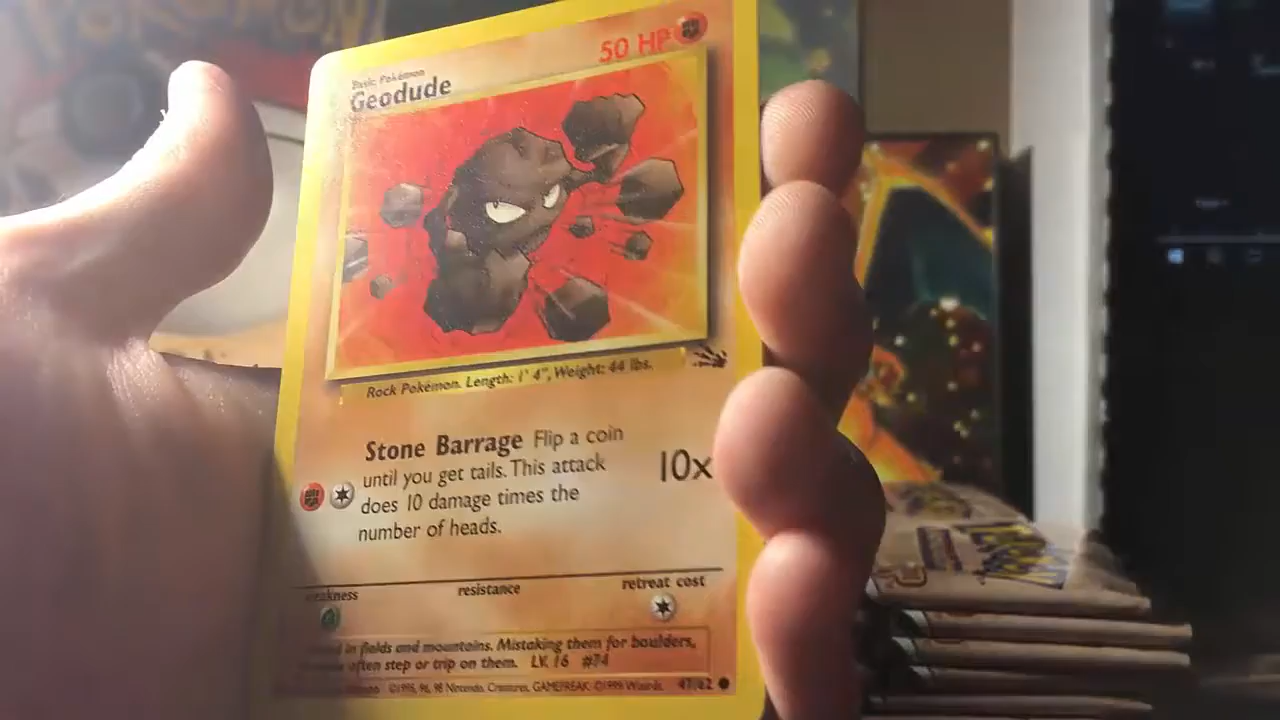 POKÉMON
50 HP
Basic Pokémon
Geodude
Rock Pokémon. Length: 1' 4", Weight: 44 lbs.
Stone Barrage Flip a coin
until you get tails. This attack
does 10 damage times the
number of heads.
10x
weakness resistance retreat cost
in fields and mountains. Mistaking them for boulders,
often step or trip on them. LV. 16 #74
©1995, 96, 98 Nintendo, Creatures, GAMEFREAK. ©1999 Wizards. 47/62